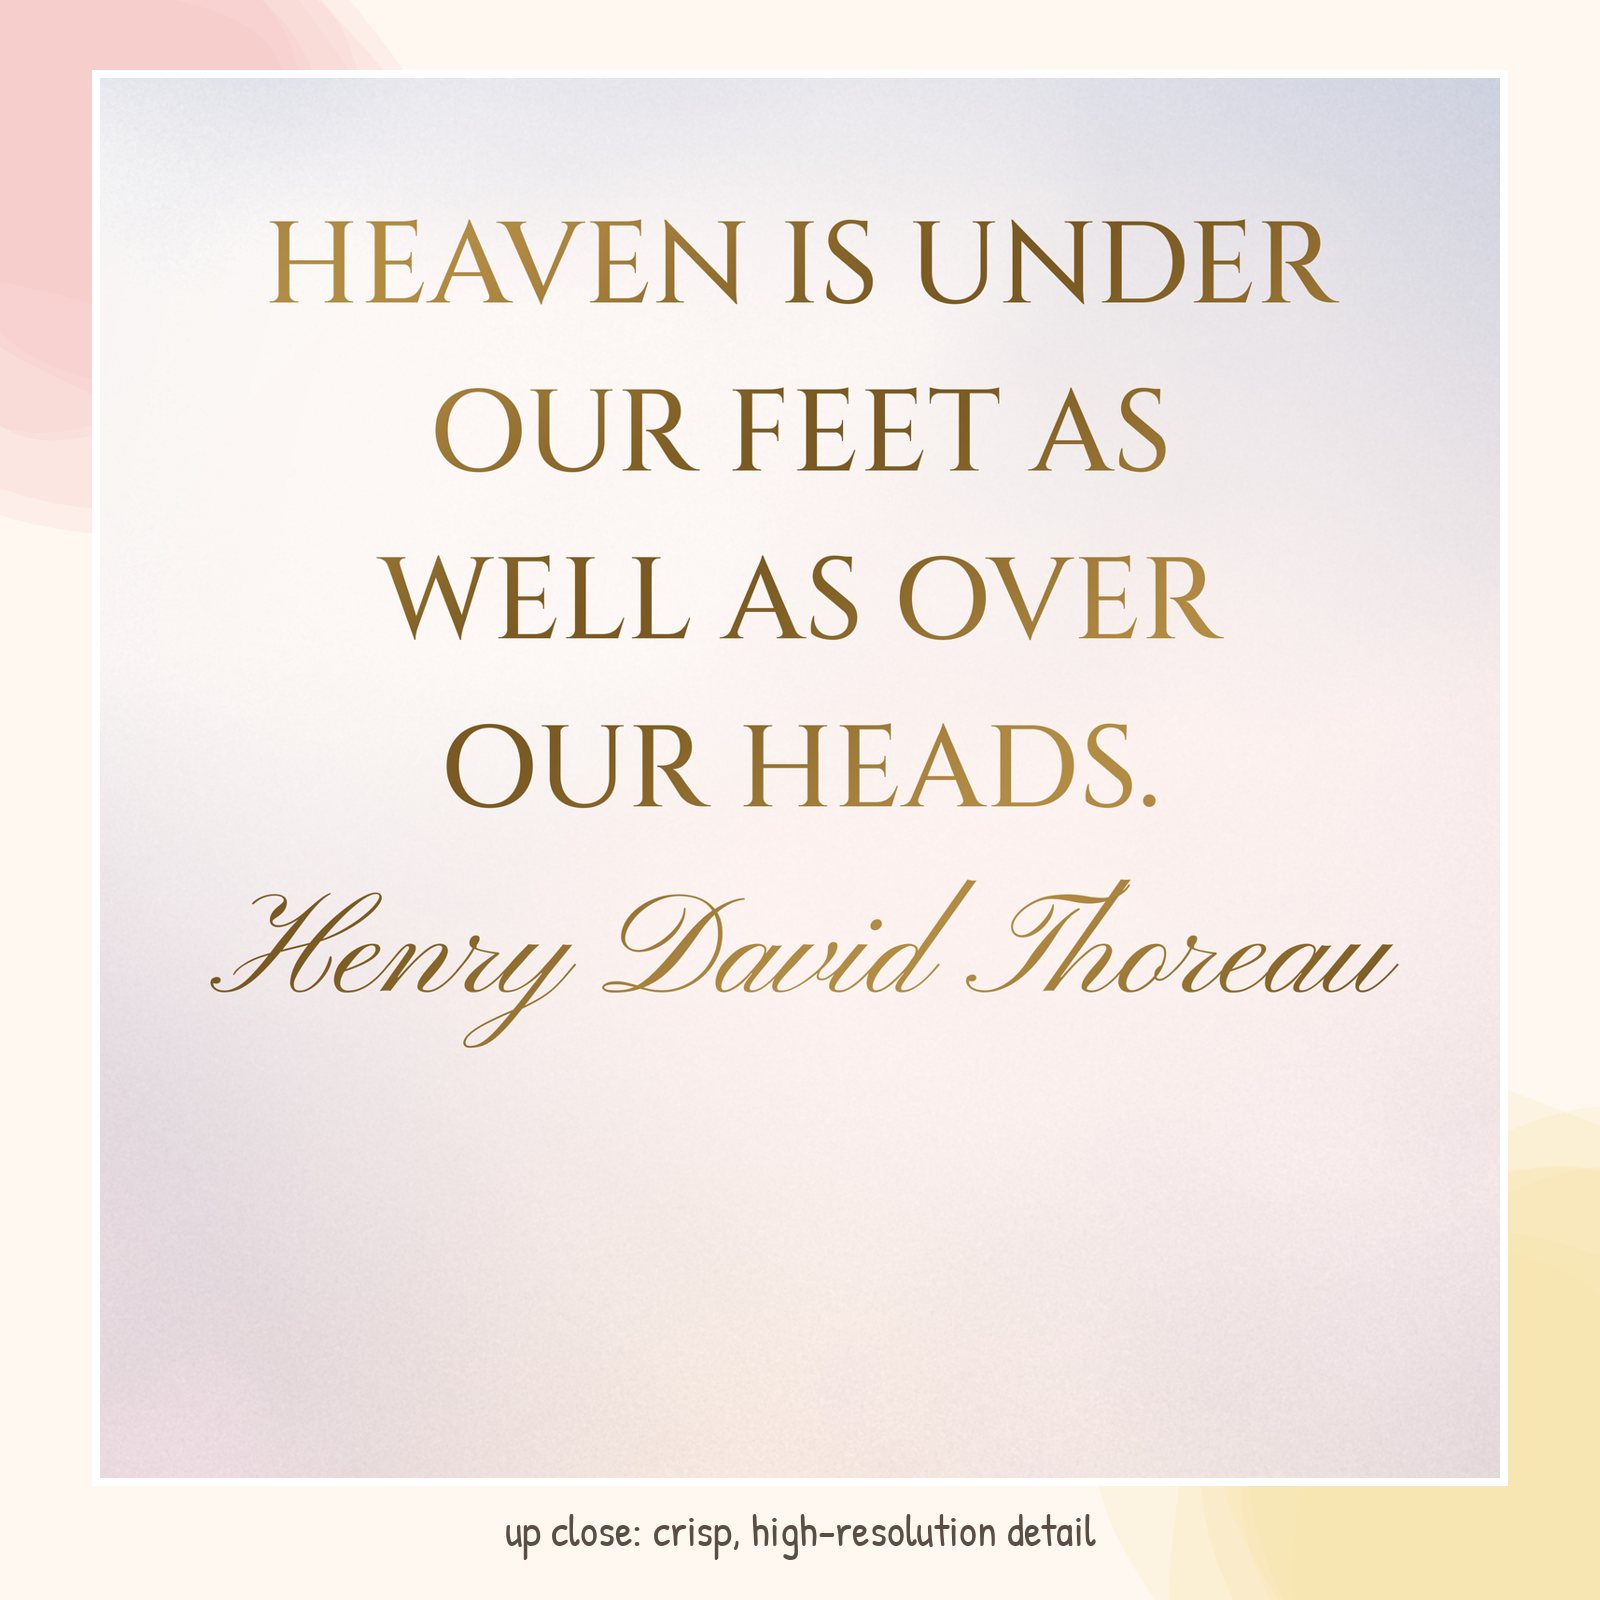 HEAVEN IS UNDER
OUR FEET AS
WELL AS OVER
OUR HEADS.
Henry David Thoreau
up close: crisp, high-resolution detail